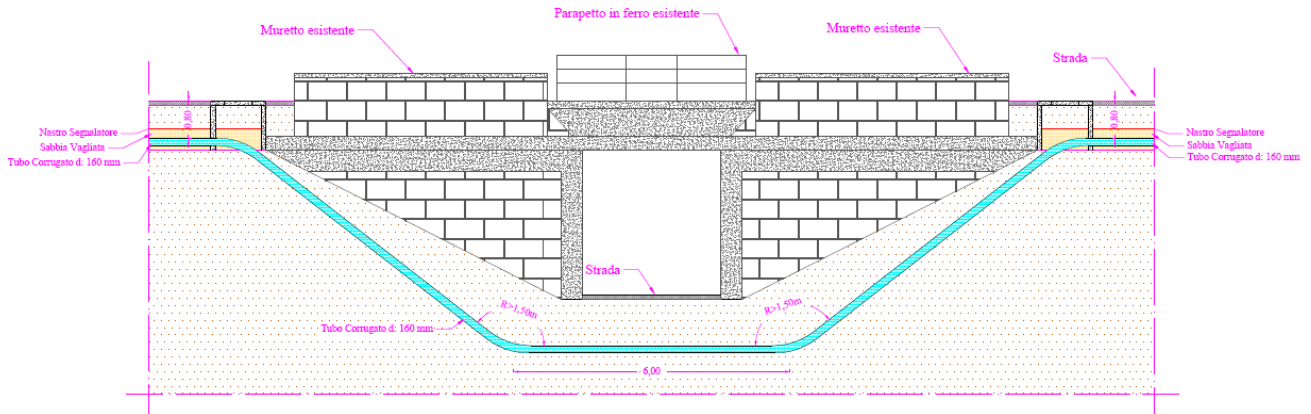 Parapetto in ferro esistente
Muretto esistente
Muretto esistente
Strada
0,80
0,80
Nastro Segnalatore
Sabbia Vagliata
Tubo Corrugato d: 160 mm
Nastro Segnalatore
Sabbia Vagliata
Tubo Corrugato d: 160 mm
Strada
R>1,50m
R>1,50m
Tubo Corrugato d: 160 mm
6,00